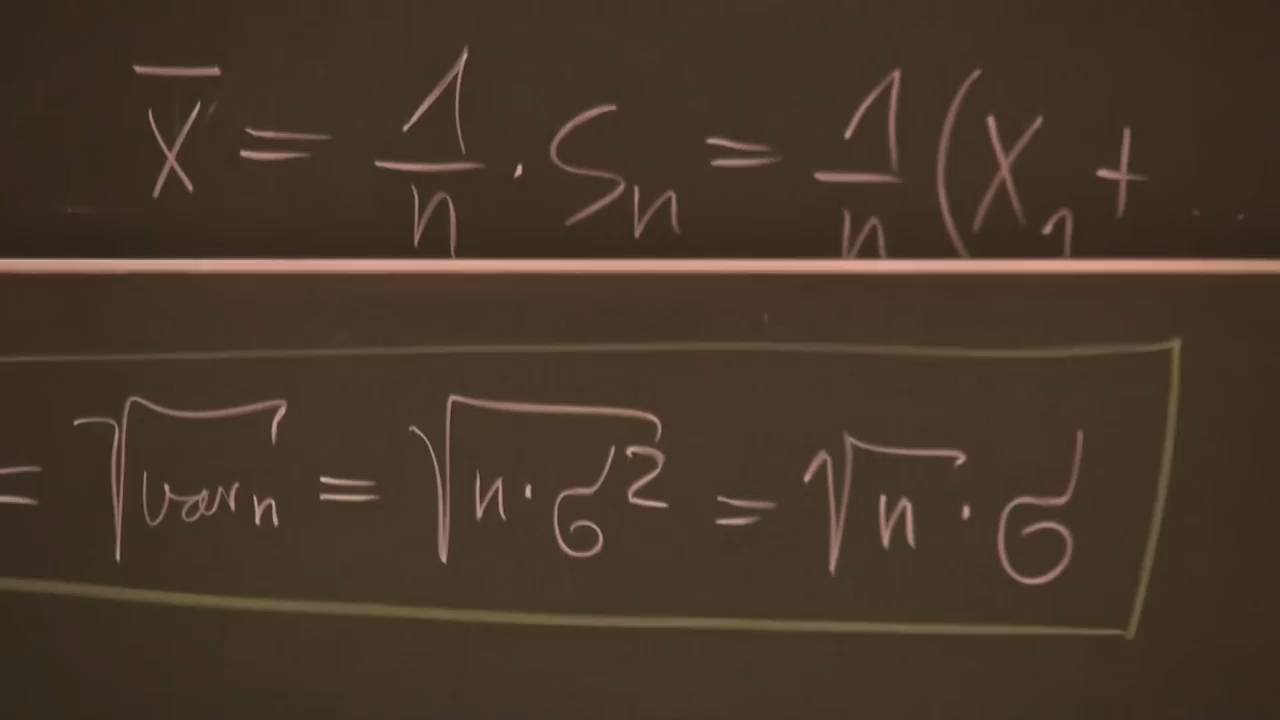 X̅ = 1/n · Sₙ = 1/n (X₁ + ..
= √varₙ = √(n · σ²) = √n · σ